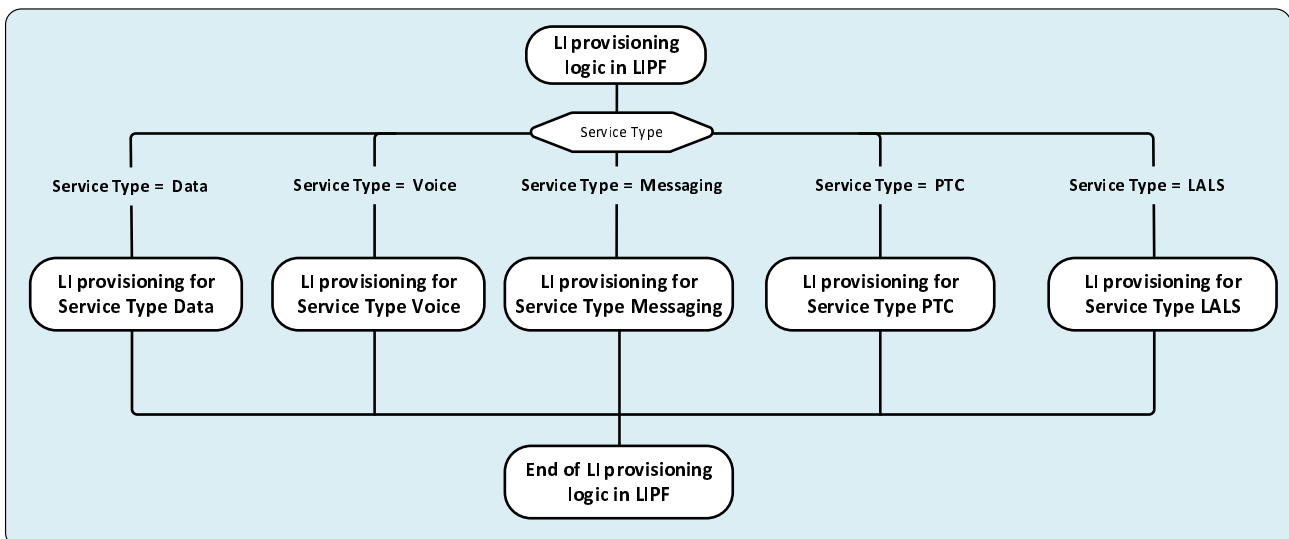 LI provisioning
logic in LIPF
Service Type
Service Type = Data
Service Type = Voice
Service Type = Messaging
Service Type = PTC
Service Type = LALS
LI provisioning for
Service Type Data
LI provisioning for
Service Type Voice
LI provisioning for
Service Type Messaging
LI provisioning for
Service Type PTC
LI provisioning for
Service Type LALS
End of LI provisioning
logic in LIPF